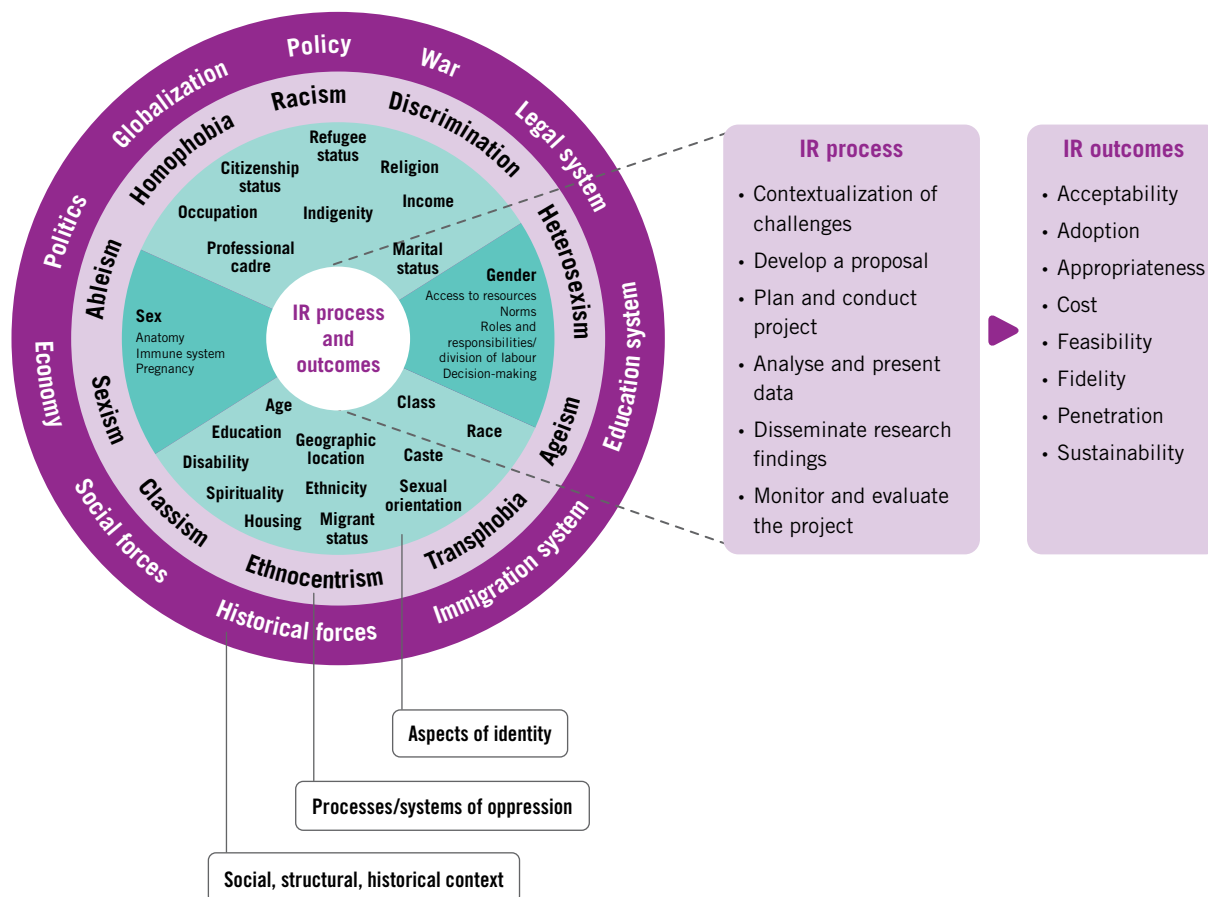 Policy
War
Legal system
Education system
Immigration system
Historical forces
Social forces
Economy
Politics
Globalization
Racism
Discrimination
Heterosexism
Ageism
Transphobia
Ethnocentrism
Classism
Sexism
Ableism
Homophobia
Refugee
status
Citizenship
status
Religion
Occupation
Indigenity
Income
Professional
cadre
Marital
status
Sex
Anatomy
Immune system
Pregnancy
IR process
and
outcomes
Gender
Access to resources
Norms
Roles and
responsibilities/
division of labour
Decision-making
Age
Class
Education
Race
Geographic
location
Disability
Caste
Spirituality
Ethnicity
Sexual
orientation
Housing
Migrant
status
Aspects of identity
Processes/systems of oppression
Social, structural, historical context
IR process
• Contextualization of
challenges
• Develop a proposal
• Plan and conduct
project
• Analyse and present
data
• Disseminate research
findings
• Monitor and evaluate
the project
IR outcomes
• Acceptability
• Adoption
• Appropriateness
• Cost
• Feasibility
• Fidelity
• Penetration
• Sustainability